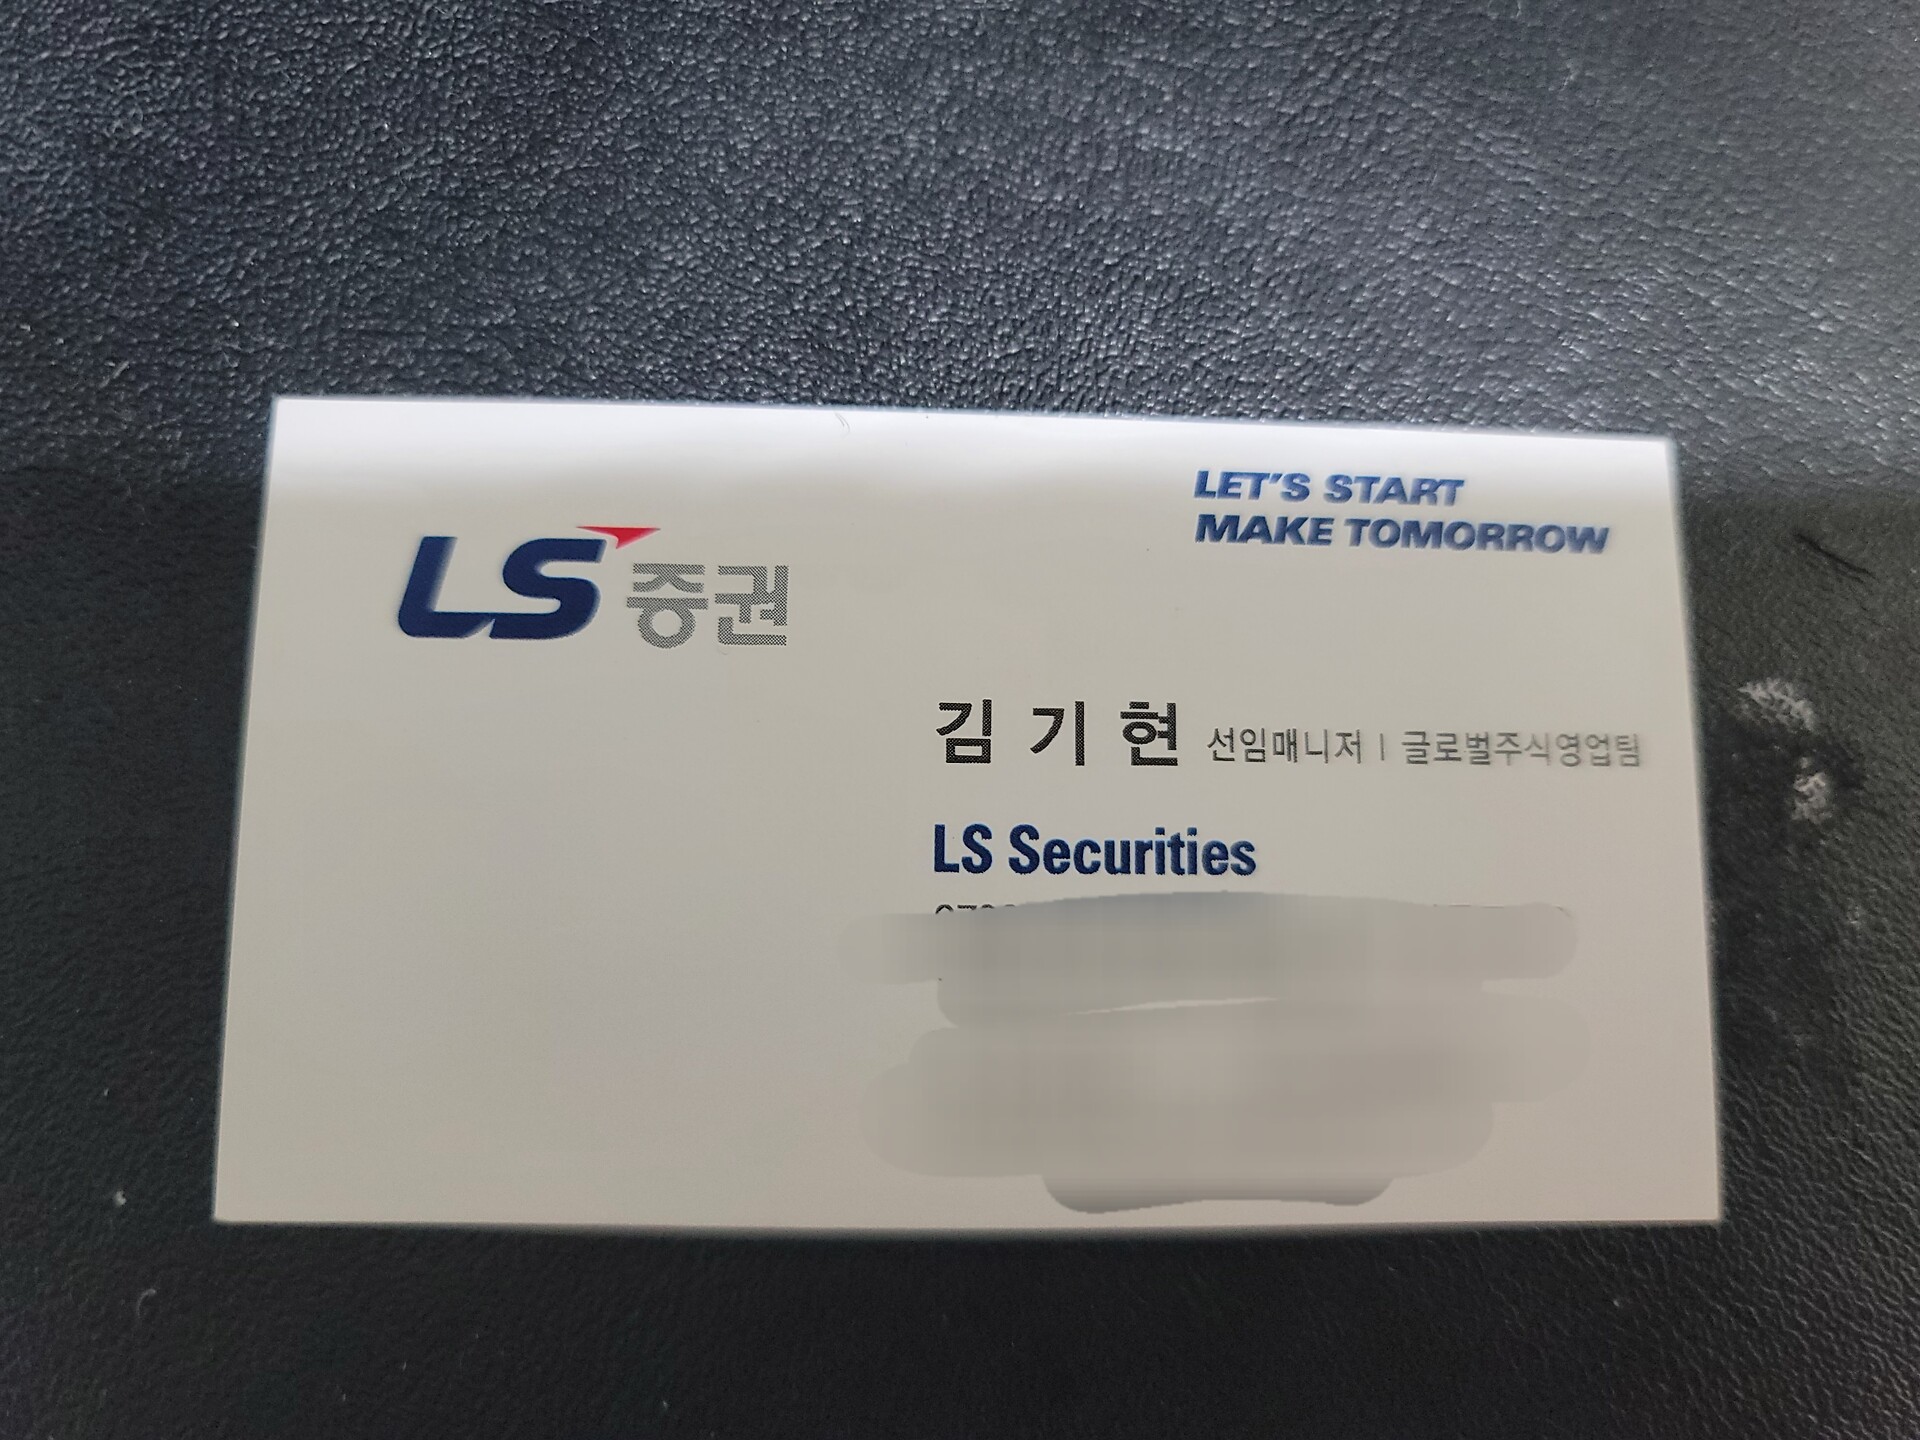 LET'S START
MAKE TOMORROW
LS 증권
김 기 현 선임매니저 | 글로벌주식영업팀
LS Securities